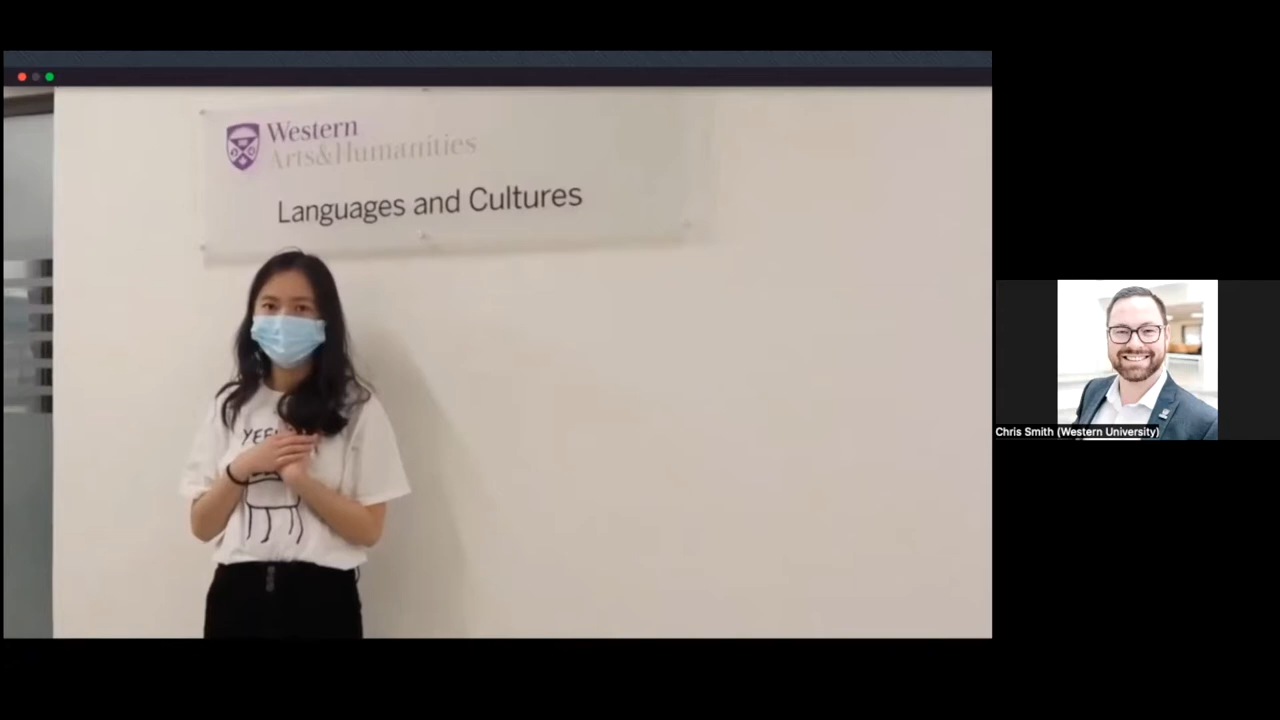 Western
Arts&Humanities
Languages and Cultures
Chris Smith (Western University)